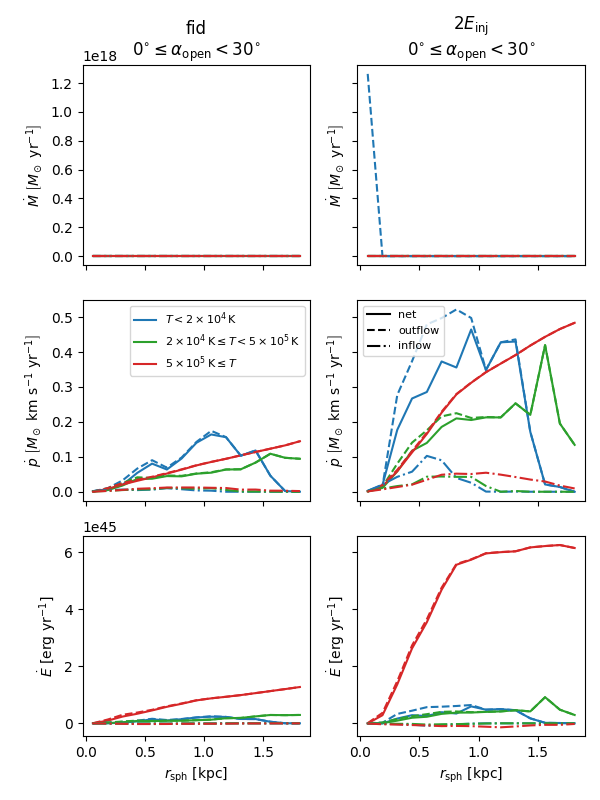 fid
0° ≤ α_open < 30°
2E_inj
0° ≤ α_open < 30°
1e18
1.2
1.0
0.8
0.6
0.4
0.2
0.0
Ṁ [M⊙ yr⁻¹]
Ṁ [M⊙ yr⁻¹]
0.5
0.4
0.3
0.2
0.1
0.0
ṗ [M⊙ km s⁻¹ yr⁻¹]
T < 2 × 10⁴ K
2 × 10⁴ K ≤ T < 5 × 10⁵ K
5 × 10⁵ K ≤ T
ṗ [M⊙ km s⁻¹ yr⁻¹]
net
outflow
inflow
1e45
6
4
2
0
Ė [erg yr⁻¹]
Ė [erg yr⁻¹]
0.0 0.5 1.0 1.5
r_sph [kpc]
0.0 0.5 1.0 1.5
r_sph [kpc]